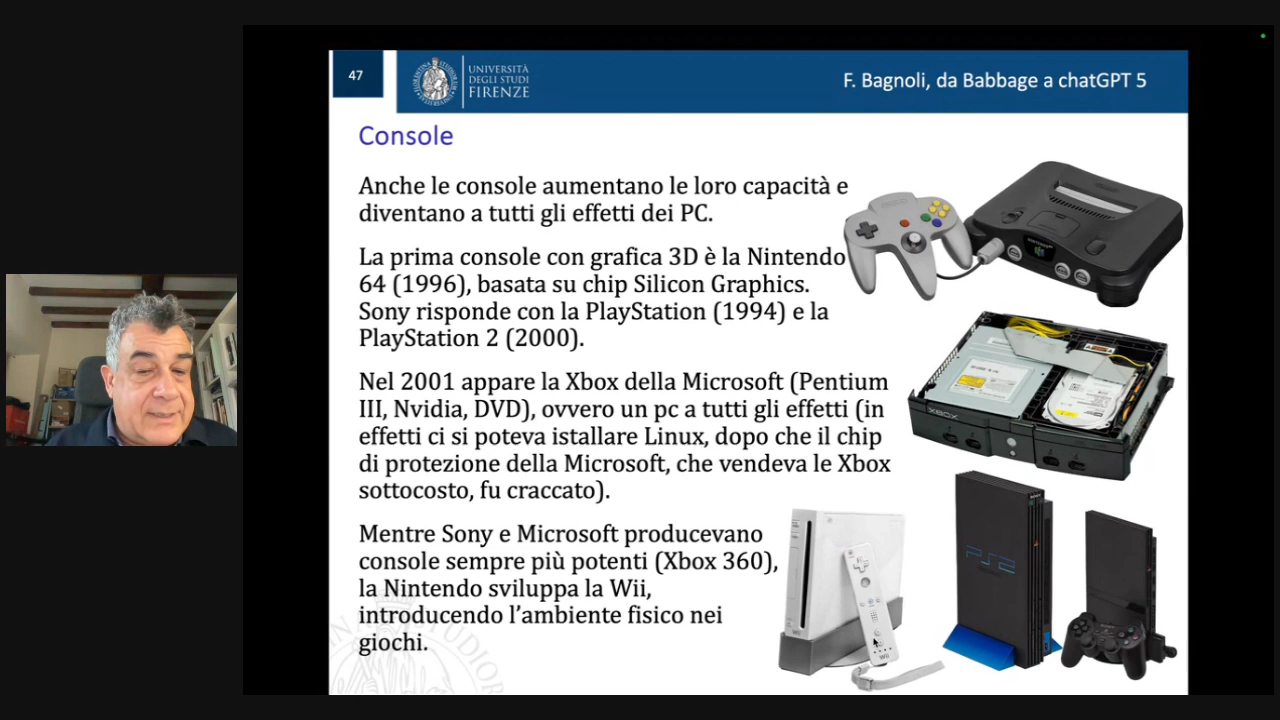 47
UNIVERSITÀ
DEGLI STUDI
FIRENZE
F. Bagnoli, da Babbage a chatGPT 5
Console
Anche le console aumentano le loro capacità e
diventano a tutti gli effetti dei PC.
La prima console con grafica 3D è la Nintendo
64 (1996), basata su chip Silicon Graphics.
Sony risponde con la PlayStation (1994) e la
PlayStation 2 (2000).
Nel 2001 appare la Xbox della Microsoft (Pentium
III, Nvidia, DVD), ovvero un pc a tutti gli effetti (in
effetti ci si poteva istallare Linux, dopo che il chip
di protezione della Microsoft, che vendeva le Xbox
sottocosto, fu craccato).
Mentre Sony e Microsoft producevano
console sempre più potenti (Xbox 360),
la Nintendo sviluppa la Wii,
introducendo l'ambiente fisico nei
giochi.
XBOX
PS2
Wii